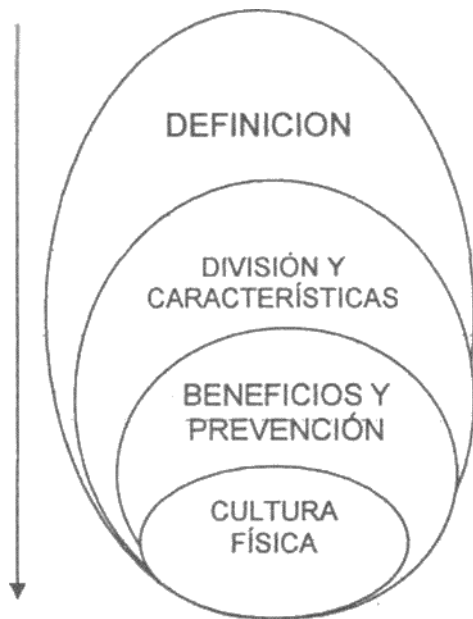 DEFINICION
DIVISIÓN Y
CARACTERÍSTICAS
BENEFICIOS Y
PREVENCIÓN
CULTURA
FÍSICA